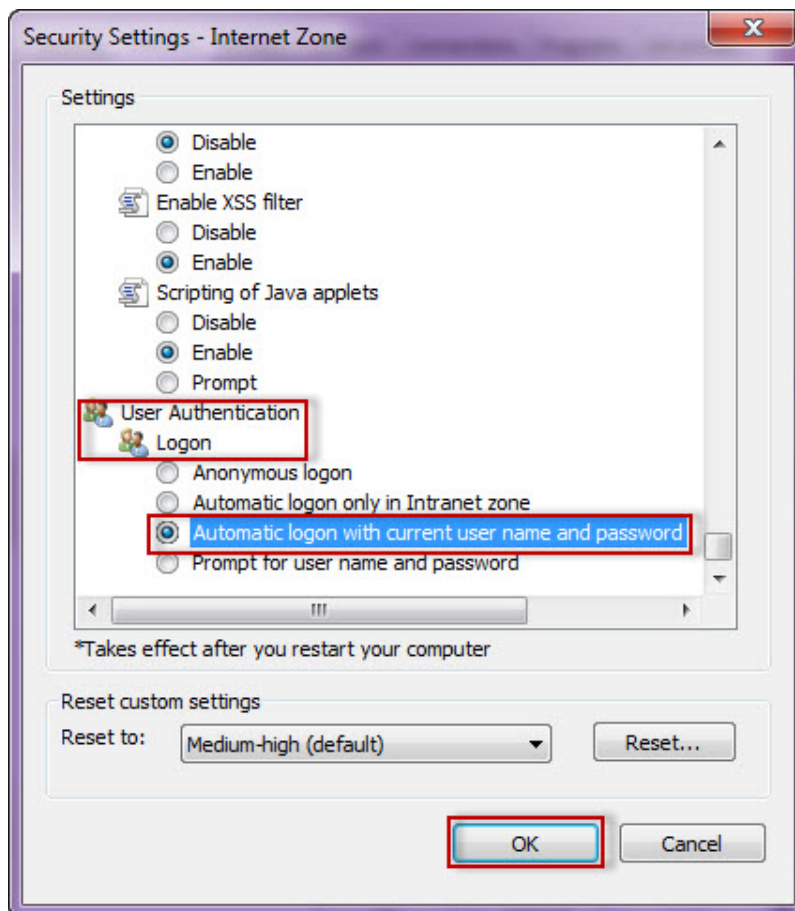 Security Settings - Internet Zone
Settings
Disable
Enable
Enable XSS filter
Disable
Enable
Scripting of Java applets
Disable
Enable
Prompt
User Authentication
Logon
Anonymous logon
Automatic logon only in Intranet zone
Automatic logon with current user name and password
Prompt for user name and password
*Takes effect after you restart your computer
Reset custom settings
Reset to: Medium-high (default) Reset...
OK Cancel